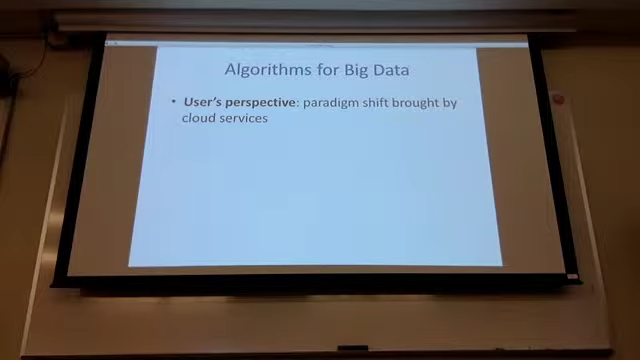 Algorithms for Big Data
• User's perspective: paradigm shift brought by
cloud services